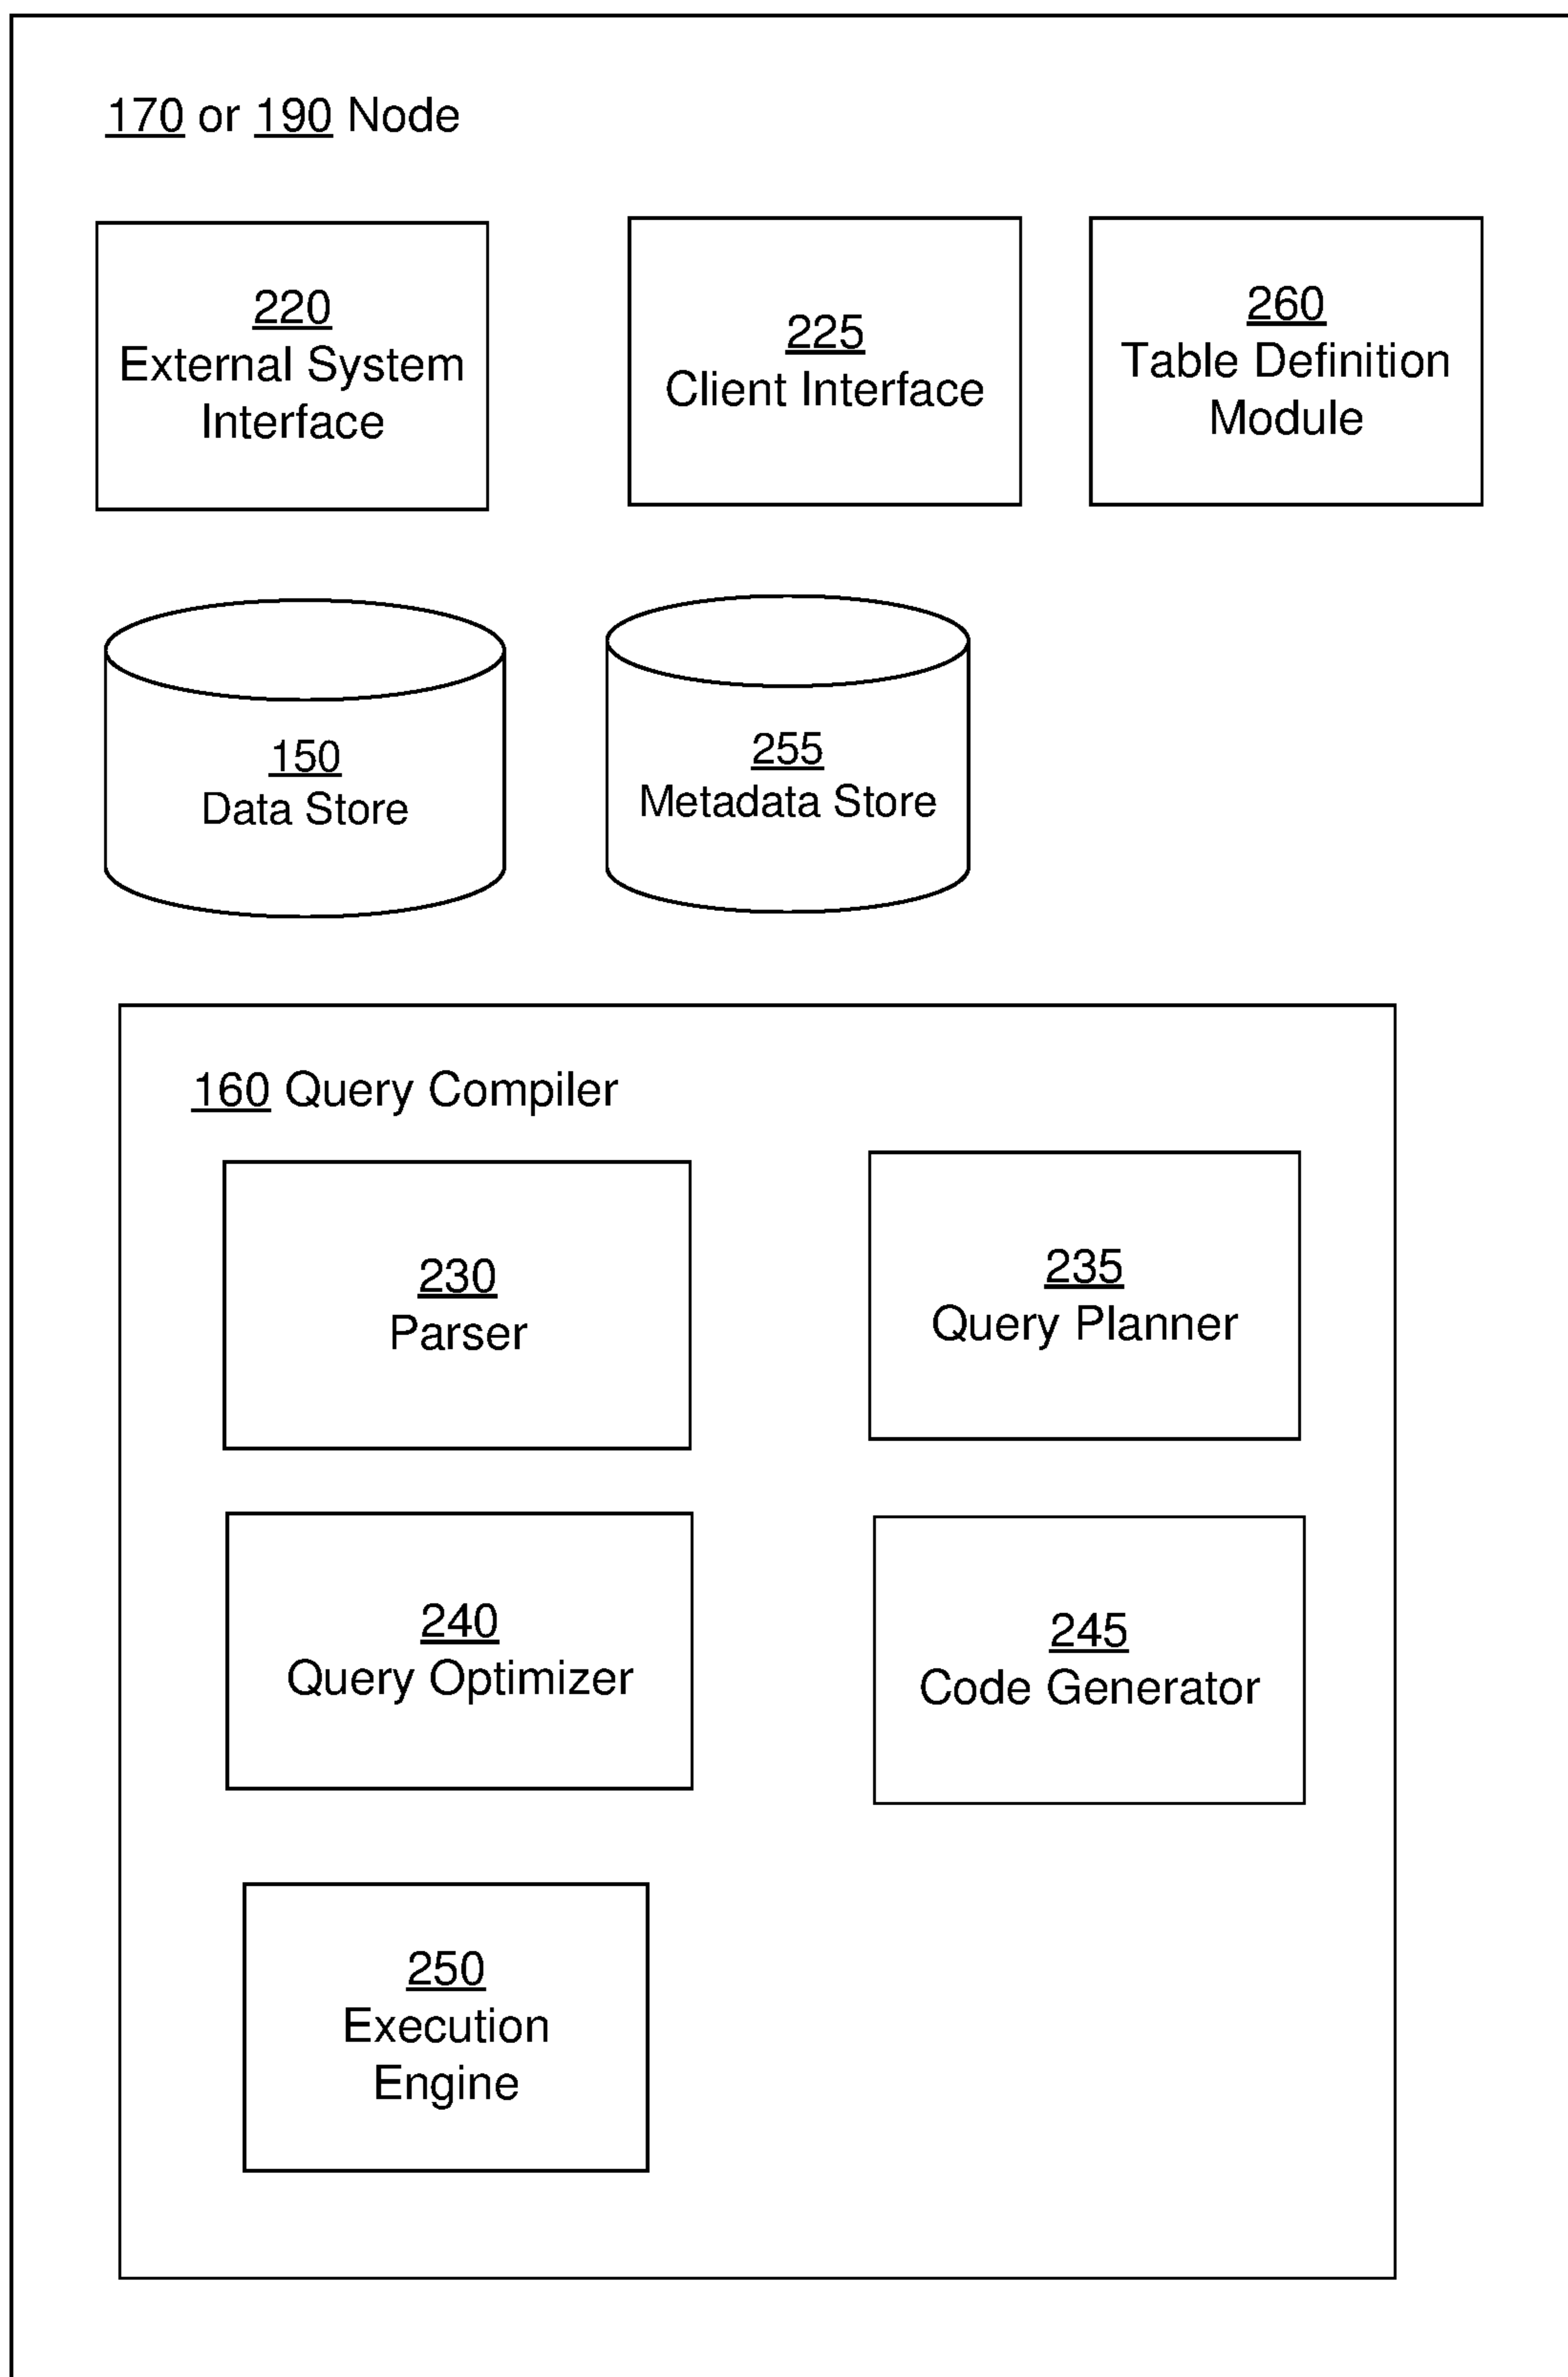 170 or 190 Node
220
External System
Interface
225
Client Interface
260
Table Definition
Module
150
Data Store
255
Metadata Store
160 Query Compiler
230
Parser
235
Query Planner
240
Query Optimizer
245
Code Generator
250
Execution
Engine